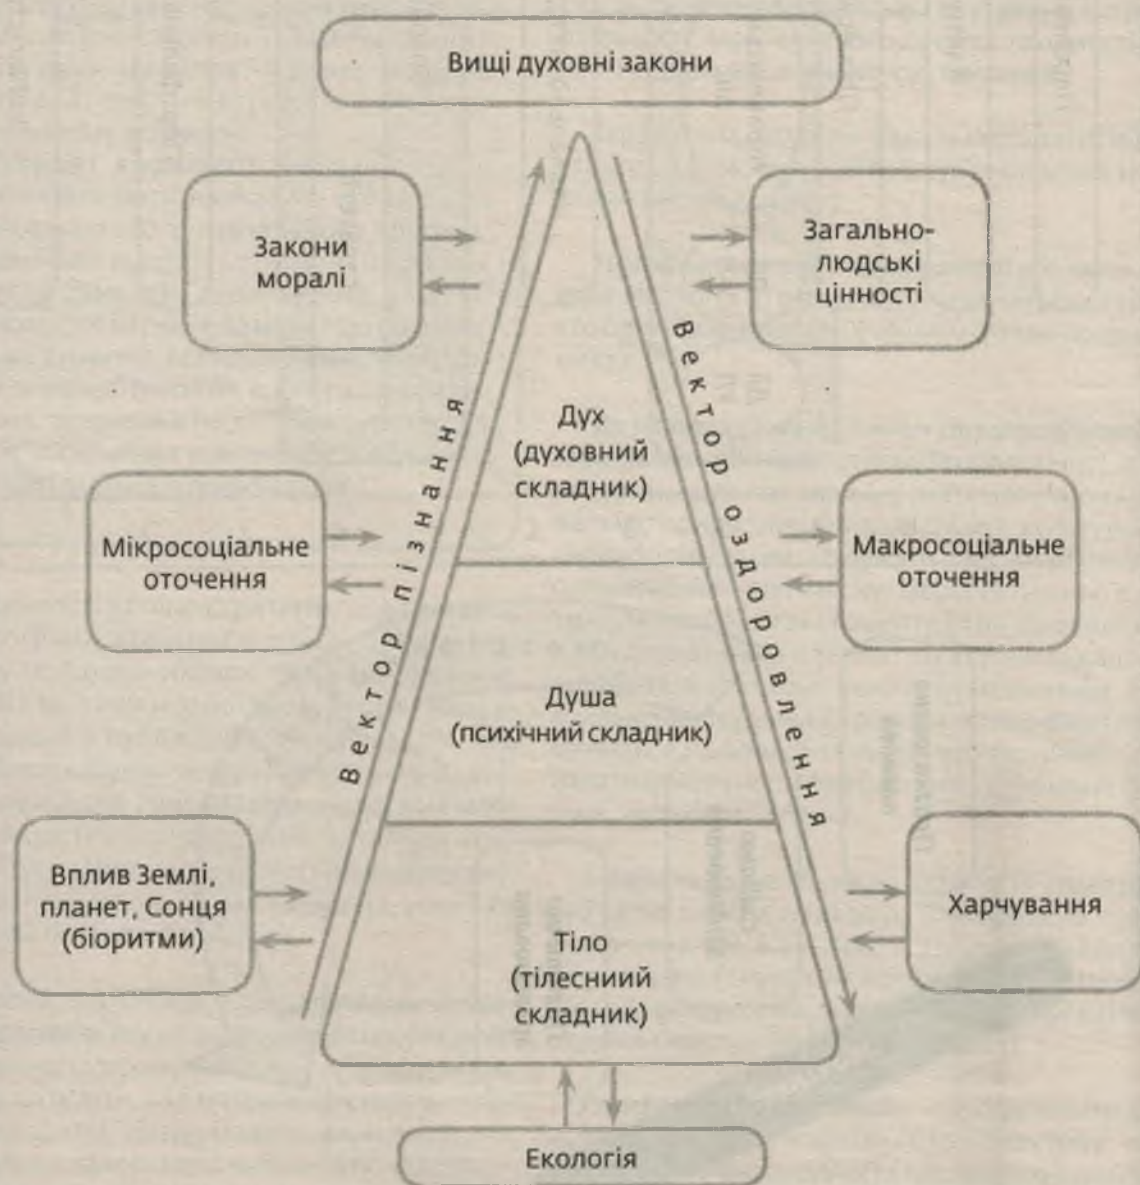 Вищі духовні закони
Закони
моралі
Загально-
людські
цінності
Вектор пізнання
Вектор оздоровлення
Дух
(духовний
складник)
Мікросоціальне
оточення
Макросоціальне
оточення
Душа
(психічний складник)
Вплив Землі,
планет, Сонця
(біоритми)
Харчування
Тіло
(тілесниий
складник)
Екологія